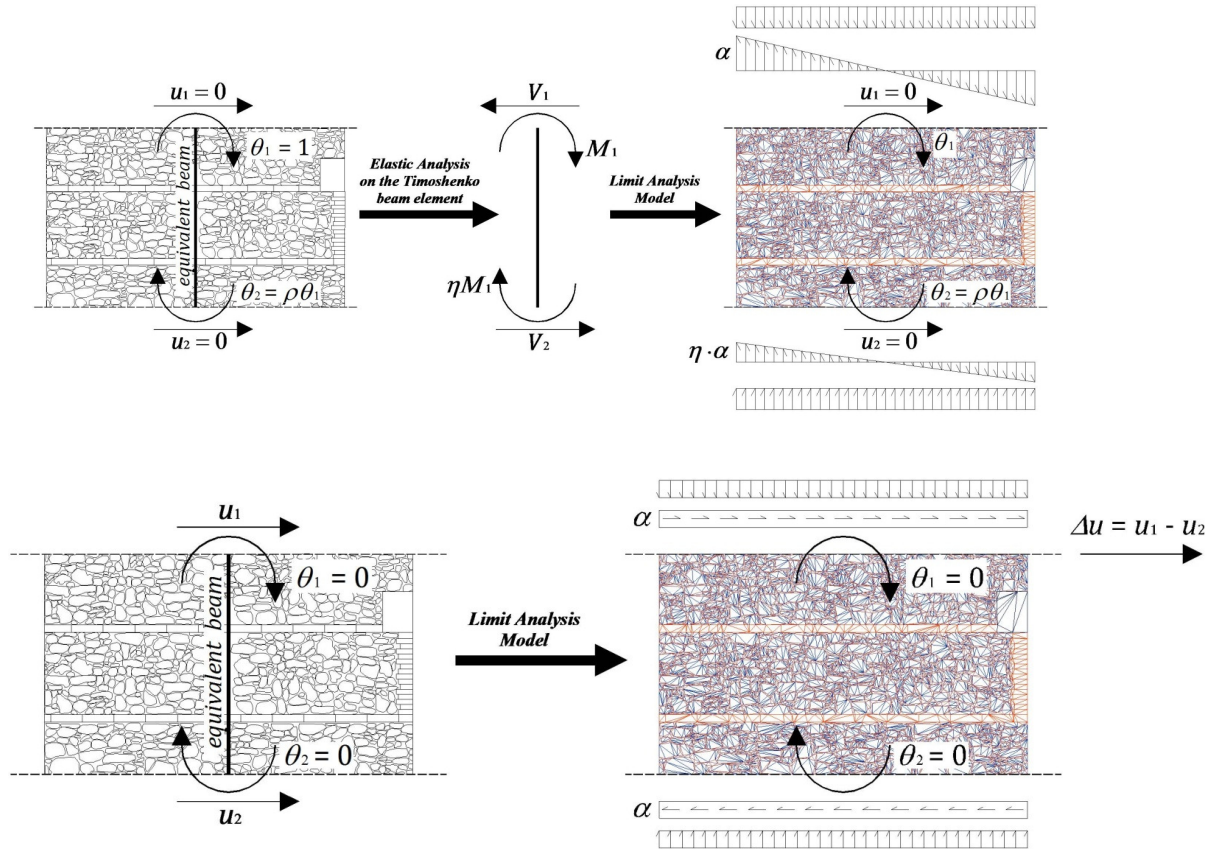 α
u1 = 0
V1
u1 = 0
θ1 = 1
M1
θ1
equivalent beam
Elastic Analysis
on the Timoshenko
beam element
Limit Analysis
Model
ηM1
θ2 = ρθ1
θ2 = ρθ1
u2 = 0
V2
u2 = 0
η · α
u1
α
Δu = u1 - u2
θ1 = 0
θ1 = 0
equivalent beam
Limit Analysis
Model
θ2 = 0
θ2 = 0
u2
α